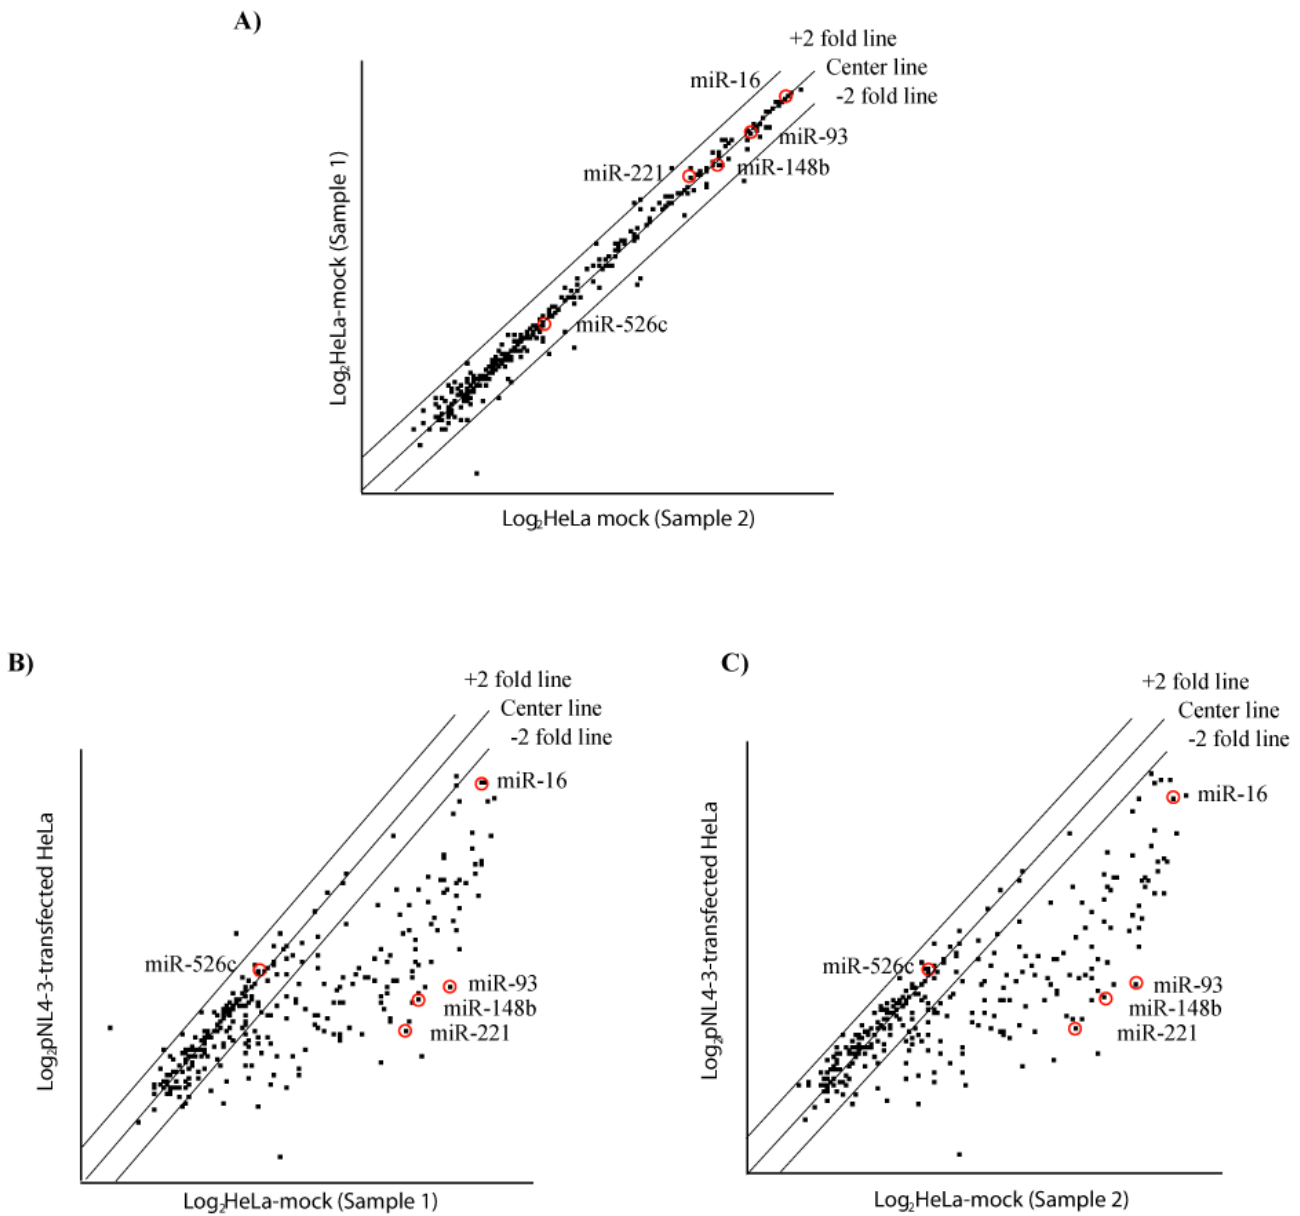 A)
+2 fold line
Center line
-2 fold line
miR-16
miR-93
miR-148b
miR-221
miR-526c
Log₂HeLa-mock (Sample 1)
Log₂HeLa mock (Sample 2)
B)
+2 fold line
Center line
-2 fold line
miR-16
miR-526c
miR-93
miR-148b
miR-221
Log₂pNL4-3-transfected HeLa
Log₂HeLa-mock (Sample 1)
C)
+2 fold line
Center line
-2 fold line
miR-16
miR-526c
miR-93
miR-148b
miR-221
Log₂pNL4-3-transfected HeLa
Log₂HeLa-mock (Sample 2)